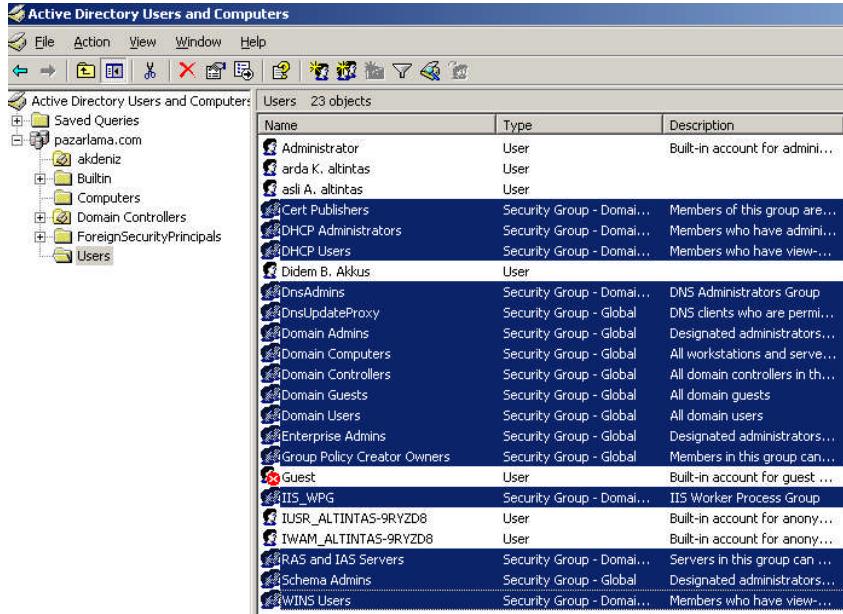 Active Directory Users and Computers
File Action View Window Help
Active Directory Users and Computers
Saved Queries
pazarlama.com
akdeniz
Builtin
Computers
Domain Controllers
ForeignSecurityPrincipals
Users
Users 23 objects
Name Type Description
Administrator User Built-in account for admini...
arda K. altintas User
asli A. altintas User
Cert Publishers Security Group - Domai... Members of this group are...
DHCP Administrators Security Group - Domai... Members who have admini...
DHCP Users Security Group - Domai... Members who have view-...
Didem B. Akkus User
DnsAdmins Security Group - Domai... DNS Administrators Group
DnsUpdateProxy Security Group - Global DNS clients who are permi...
Domain Admins Security Group - Global Designated administrators...
Domain Computers Security Group - Global All workstations and serve...
Domain Controllers Security Group - Global All domain controllers in th...
Domain Guests Security Group - Global All domain guests
Domain Users Security Group - Global All domain users
Enterprise Admins Security Group - Global Designated administrators...
Group Policy Creator Owners Security Group - Global Members in this group can...
Guest User Built-in account for guest ...
IIS_WPG Security Group - Domai... IIS Worker Process Group
IUSR_ALTINTAS-9RYZD8 User Built-in account for anony...
IWAM_ALTINTAS-9RYZD8 User Built-in account for anony...
RAS and IAS Servers Security Group - Domai... Servers in this group can ...
Schema Admins Security Group - Global Designated administrators...
WINS Users Security Group - Domai... Members who have view-...